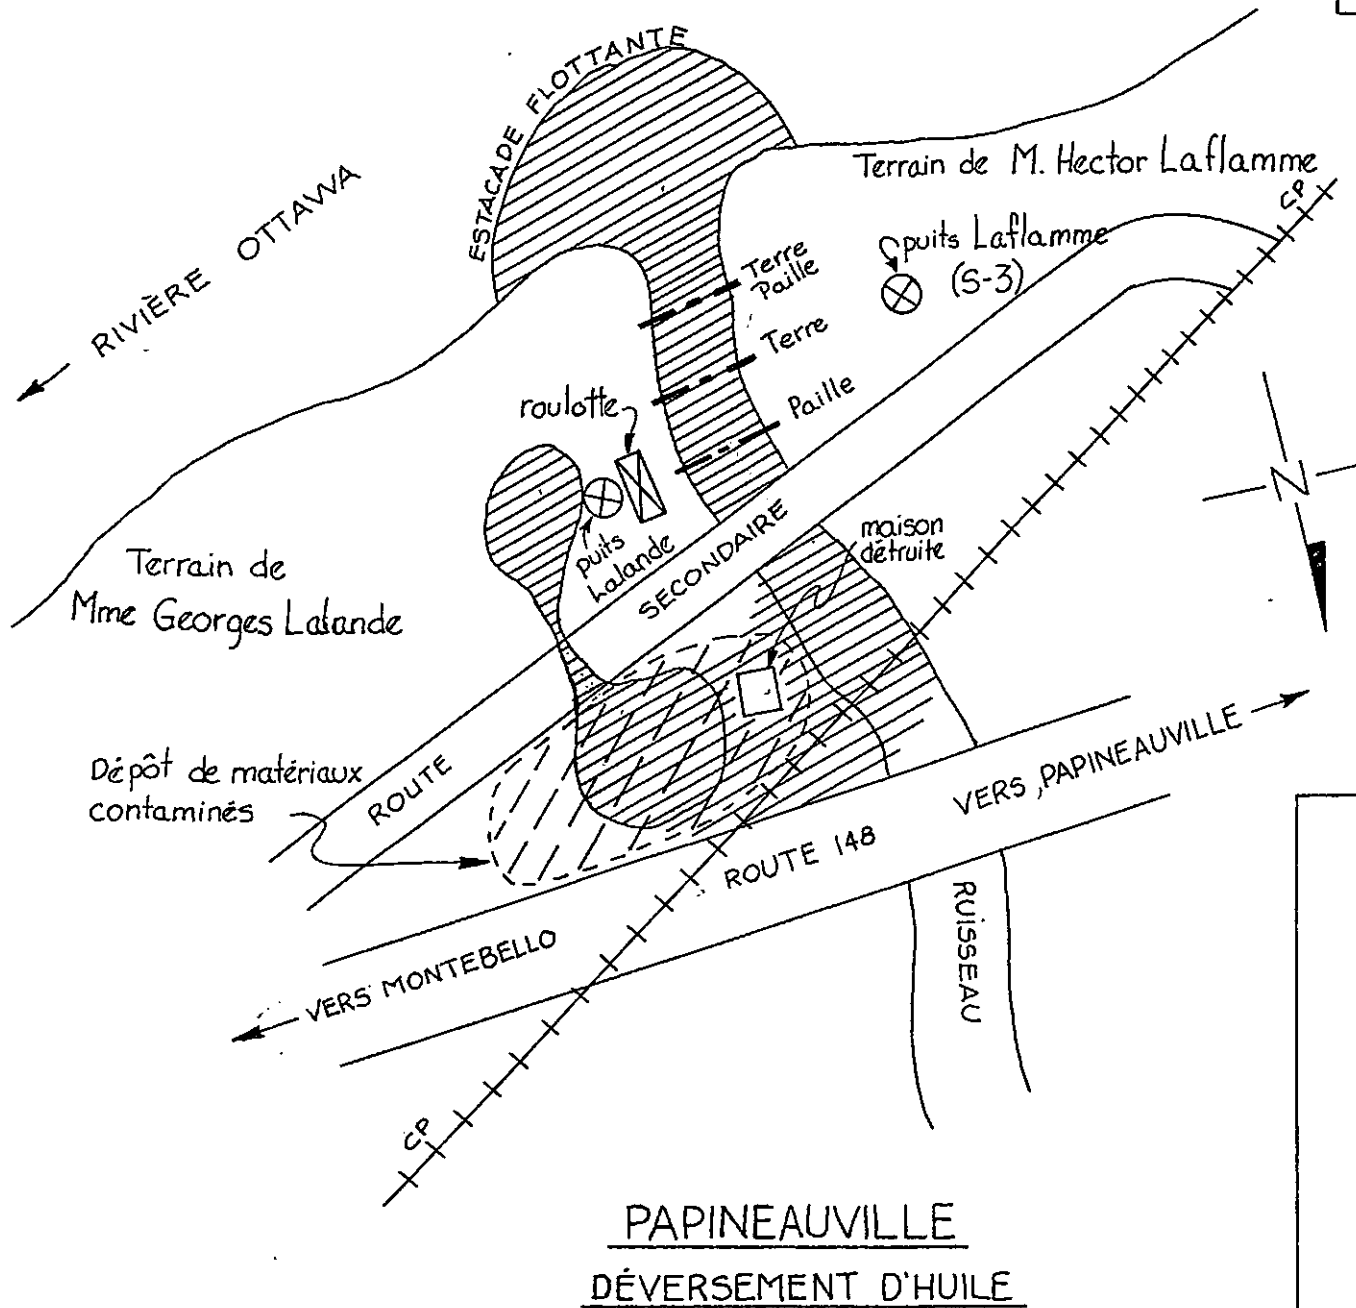 ESTACADE FLOTTANTE
RIVIÈRE OTTAWA
Terrain de M. Hector Laflamme
CP
puits Laflamme
(S-3)
Terre
Paille
Terre
Paille
roulotte
puits
Lalande
maison
détruite
N
Terrain de
Mme Georges Lalande
ROUTE SECONDAIRE
Dépôt de matériaux
contaminés
VERS PAPINEAUVILLE
ROUTE 148
VERS MONTEBELLO
RUISSEAU
CP
PAPINEAUVILLE
DÉVERSEMENT D'HUILE